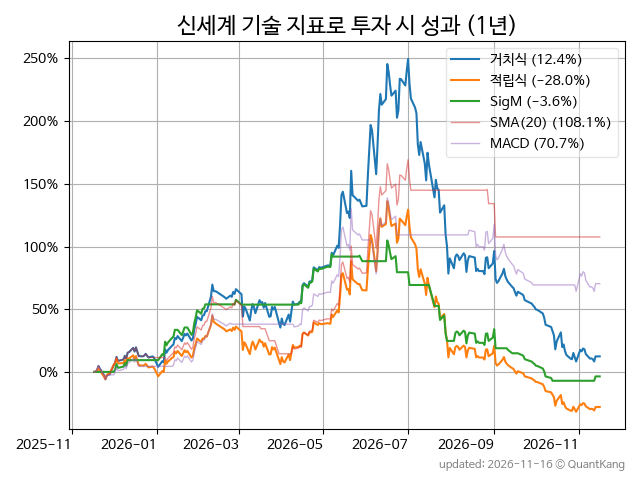 신세계 기술 지표로 투자 시 성과 (1년)
거치식 (12.4%)
적립식 (−28.0%)
SigM (−3.6%)
SMA(20) (108.1%)
MACD (70.7%)
250%
200%
150%
100%
50%
0%
2025-11 2026-01 2026-03 2026-05 2026-07 2026-09 2026-11
updated: 2026-11-16 ⓒ QuantKang